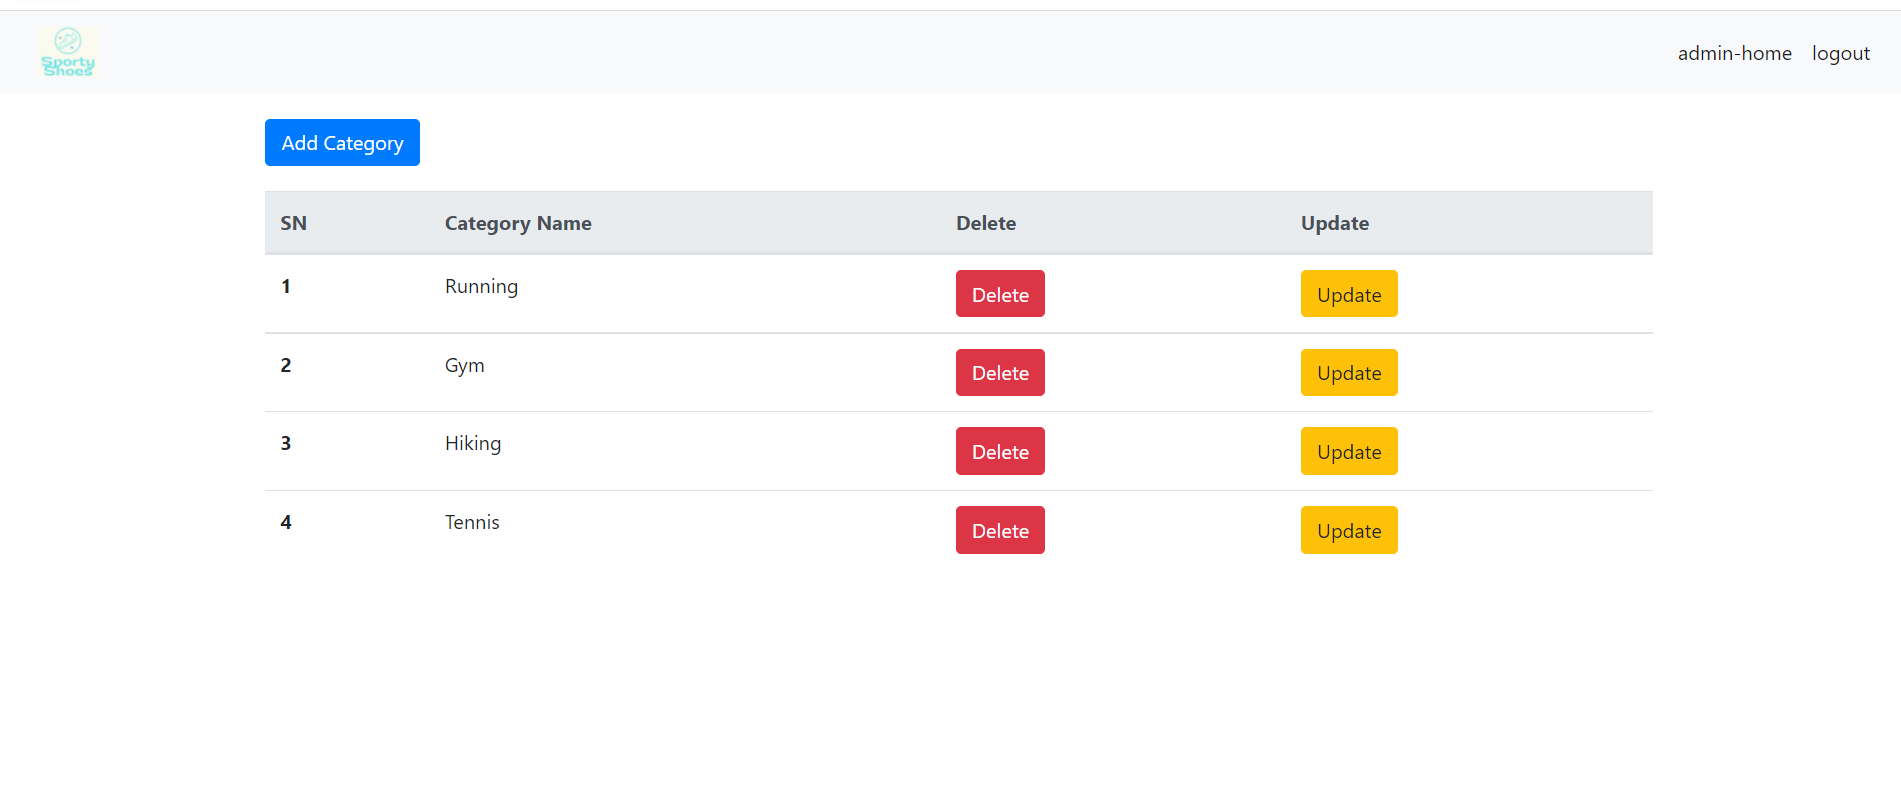 Sporty
Shoes
admin-home logout
Add Category
SN Category Name Delete Update
1 Running Delete Update
2 Gym Delete Update
3 Hiking Delete Update
4 Tennis Delete Update